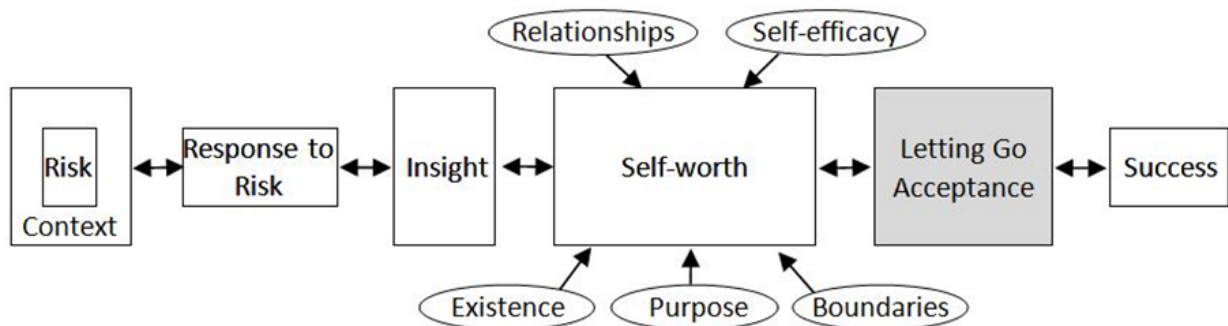 Relationships
Self-efficacy
Risk
Context
Response to
Risk
Insight
Self-worth
Letting Go
Acceptance
Success
Existence
Purpose
Boundaries